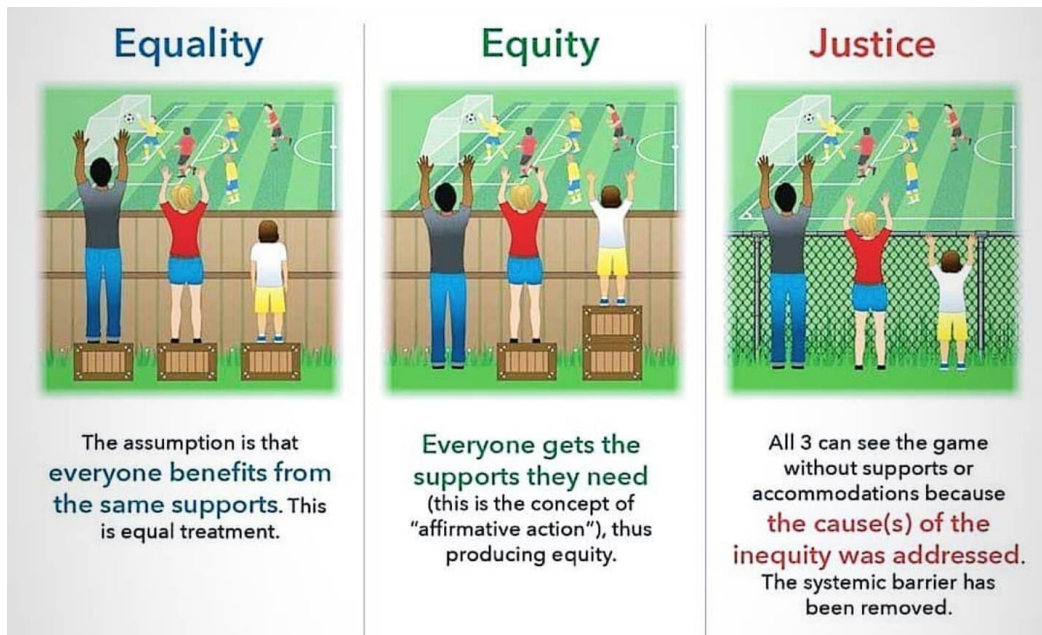 Equality
The assumption is that
everyone benefits from
the same supports. This
is equal treatment.
Equity
Everyone gets the
supports they need
(this is the concept of
“affirmative action”), thus
producing equity.
Justice
All 3 can see the game
without supports or
accommodations because
the cause(s) of the
inequity was addressed.
The systemic barrier has
been removed.